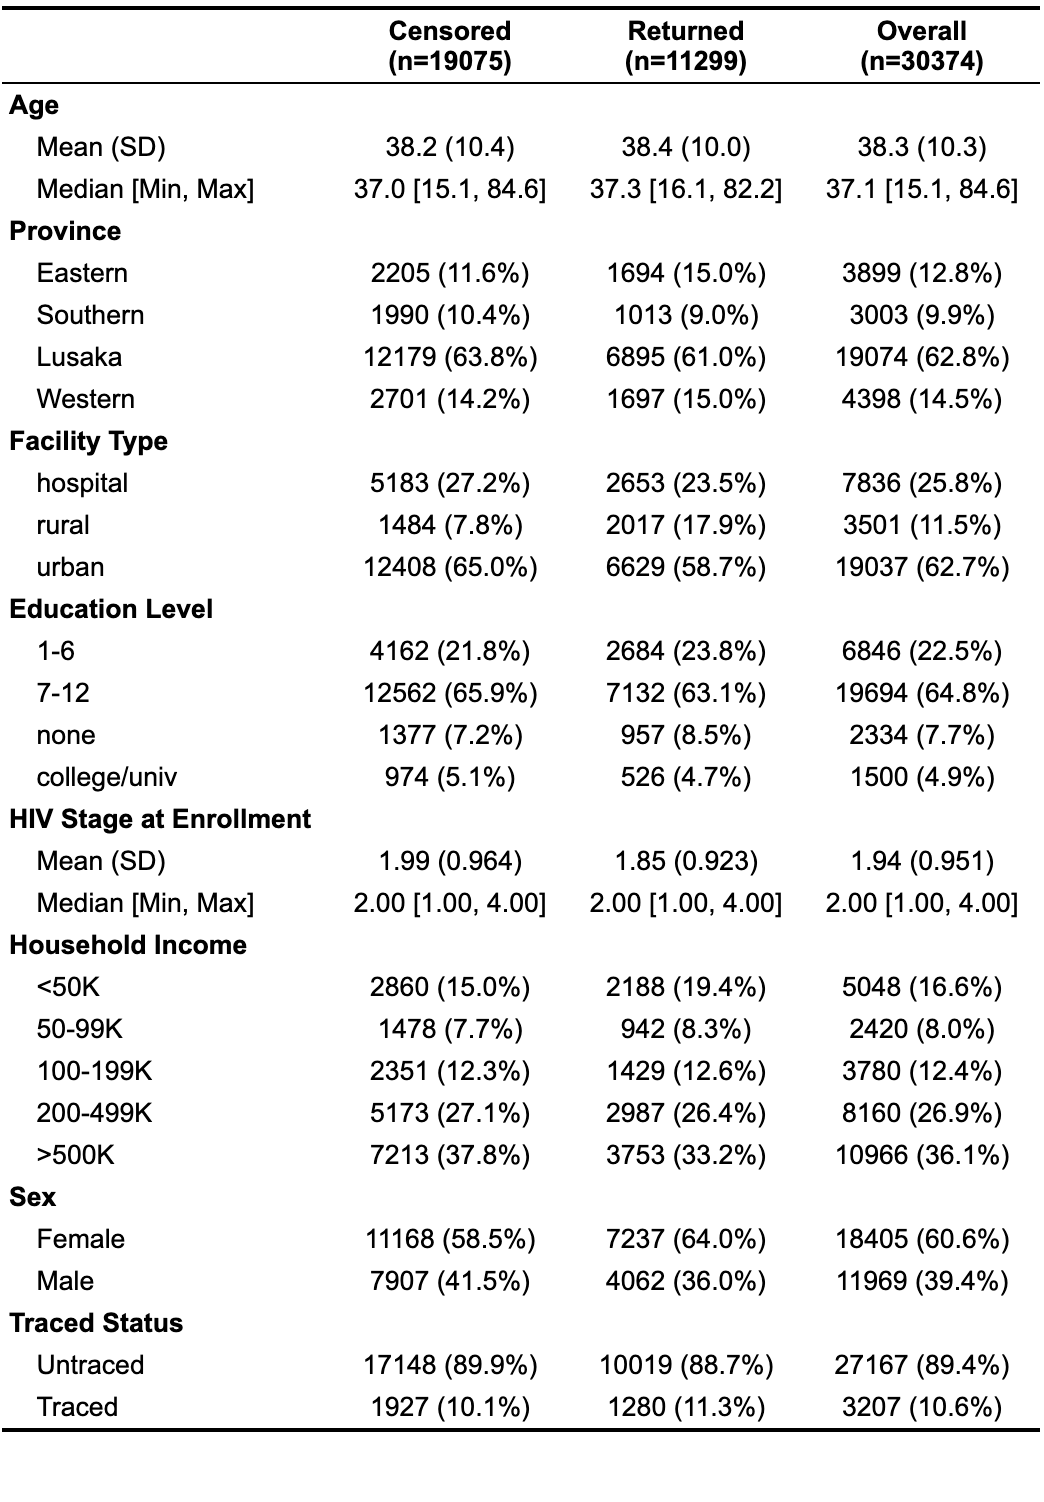 Censored Returned Overall
(n=19075) (n=11299) (n=30374)
Age
Mean (SD) 38.2 (10.4) 38.4 (10.0) 38.3 (10.3)
Median [Min, Max] 37.0 [15.1, 84.6] 37.3 [16.1, 82.2] 37.1 [15.1, 84.6]
Province
Eastern 2205 (11.6%) 1694 (15.0%) 3899 (12.8%)
Southern 1990 (10.4%) 1013 (9.0%) 3003 (9.9%)
Lusaka 12179 (63.8%) 6895 (61.0%) 19074 (62.8%)
Western 2701 (14.2%) 1697 (15.0%) 4398 (14.5%)
Facility Type
hospital 5183 (27.2%) 2653 (23.5%) 7836 (25.8%)
rural 1484 (7.8%) 2017 (17.9%) 3501 (11.5%)
urban 12408 (65.0%) 6629 (58.7%) 19037 (62.7%)
Education Level
1-6 4162 (21.8%) 2684 (23.8%) 6846 (22.5%)
7-12 12562 (65.9%) 7132 (63.1%) 19694 (64.8%)
none 1377 (7.2%) 957 (8.5%) 2334 (7.7%)
college/univ 974 (5.1%) 526 (4.7%) 1500 (4.9%)
HIV Stage at Enrollment
Mean (SD) 1.99 (0.964) 1.85 (0.923) 1.94 (0.951)
Median [Min, Max] 2.00 [1.00, 4.00] 2.00 [1.00, 4.00] 2.00 [1.00, 4.00]
Household Income
<50K 2860 (15.0%) 2188 (19.4%) 5048 (16.6%)
50-99K 1478 (7.7%) 942 (8.3%) 2420 (8.0%)
100-199K 2351 (12.3%) 1429 (12.6%) 3780 (12.4%)
200-499K 5173 (27.1%) 2987 (26.4%) 8160 (26.9%)
>500K 7213 (37.8%) 3753 (33.2%) 10966 (36.1%)
Sex
Female 11168 (58.5%) 7237 (64.0%) 18405 (60.6%)
Male 7907 (41.5%) 4062 (36.0%) 11969 (39.4%)
Traced Status
Untraced 17148 (89.9%) 10019 (88.7%) 27167 (89.4%)
Traced 1927 (10.1%) 1280 (11.3%) 3207 (10.6%)